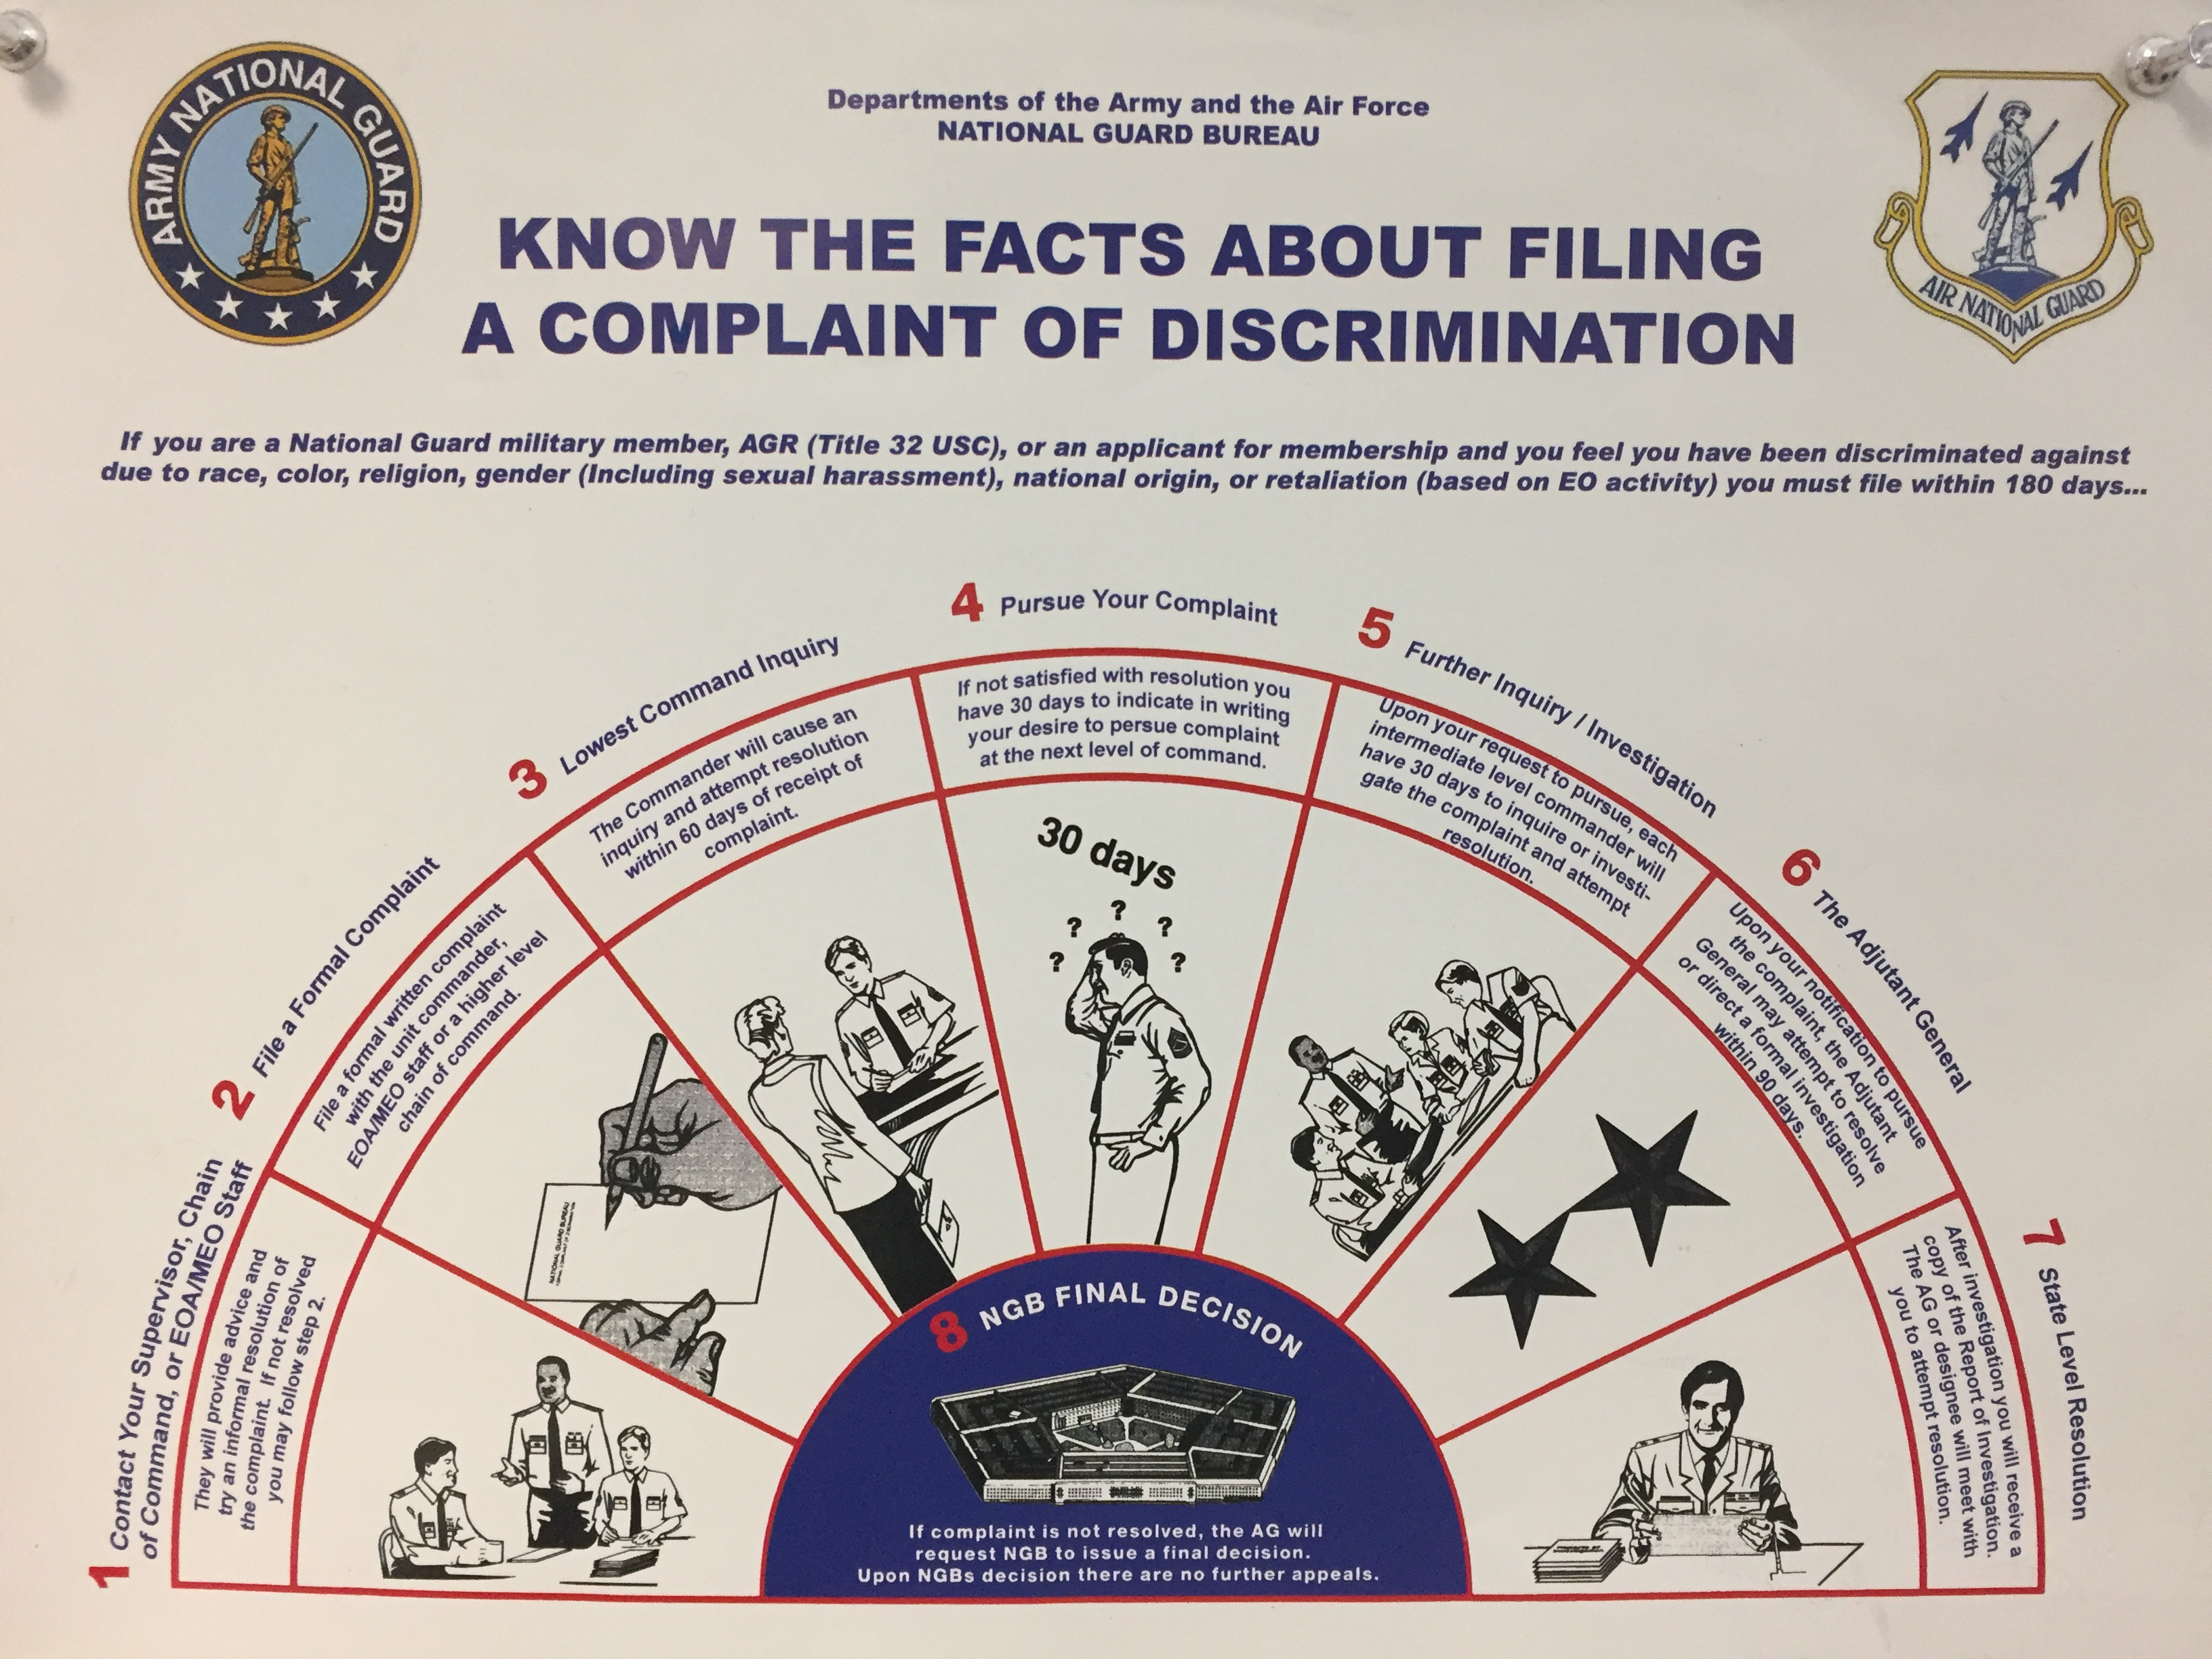 ARMY NATIONAL GUARD
Departments of the Army and the Air Force
NATIONAL GUARD BUREAU
AIR NATIONAL GUARD
KNOW THE FACTS ABOUT FILING
A COMPLAINT OF DISCRIMINATION
If you are a National Guard military member, AGR (Title 32 USC), or an applicant for membership and you feel you have been discriminated against
due to race, color, religion, gender (Including sexual harassment), national origin, or retaliation (based on EO activity) you must file within 180 days...
1 Contact Your Supervisor, Chain
of Command, or EOA/MEO Staff
They will provide advice and
try an informal resolution of
the complaint. If not resolved
you may follow step 2.
2 File a Formal Complaint
File a formal written complaint
with the unit commander,
EOA/MEO staff or a higher level
chain of command.
NATIONAL GUARD BUREAU
3 Lowest Command Inquiry
The Commander will cause an
inquiry and attempt resolution
within 60 days of receipt of
complaint.
4 Pursue Your Complaint
If not satisfied with resolution you
have 30 days to indicate in writing
your desire to persue complaint
at the next level of command.
30 days
? ? ? ? ?
5 Further Inquiry / Investigation
Upon your request to pursue, each
intermediate level commander will
have 30 days to inquire or investi-
gate the complaint and attempt
resolution.
6 The Adjutant General
Upon your notification to pursue
the complaint, the Adjutant
General may attempt to resolve
or direct a formal investigation
within 90 days.
7 State Level Resolution
After investigation you will receive a
copy of the Report of Investigation.
The AG or designee will meet with
you to attempt resolution.
8 NGB FINAL DECISION
If complaint is not resolved, the AG will
request NGB to issue a final decision.
Upon NGBs decision there are no further appeals.